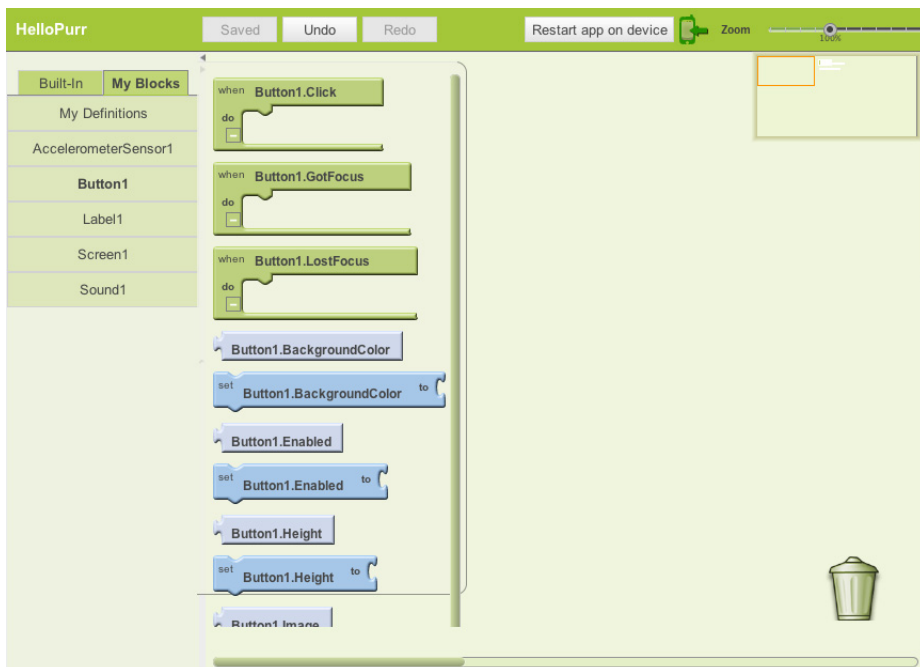 HelloPurr
Saved
Undo
Redo
Restart app on device
Zoom
100%
Built-In
My Blocks
My Definitions
AccelerometerSensor1
Button1
Label1
Screen1
Sound1
when Button1.Click
do
when Button1.GotFocus
do
when Button1.LostFocus
do
Button1.BackgroundColor
set Button1.BackgroundColor to
Button1.Enabled
set Button1.Enabled to
Button1.Height
set Button1.Height to
Button1.Image